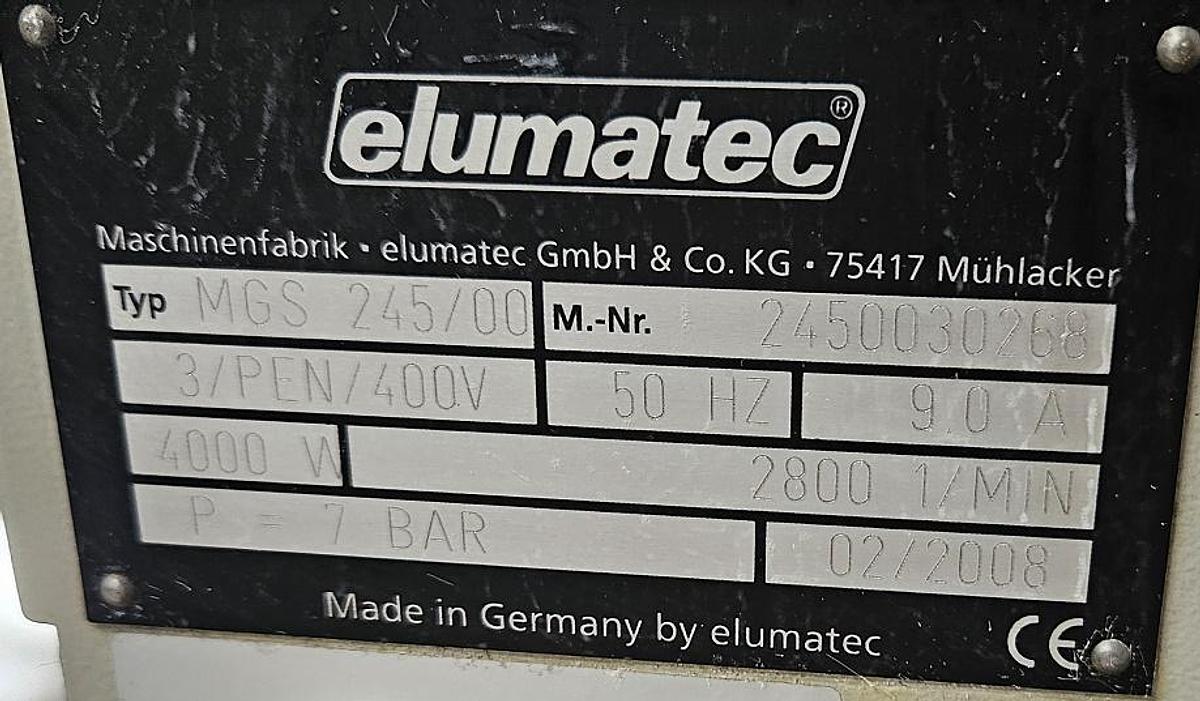 elumatec®
Maschinenfabrik • elumatec GmbH & Co. KG • 75417 Mühlacker
Typ MGS 245/00 M.-Nr. 2450030268
3/PEN/400V 50 HZ 9.0 A
4000 W 2800 1/MIN
P = 7 BAR 02/2008
Made in Germany by elumatec CE